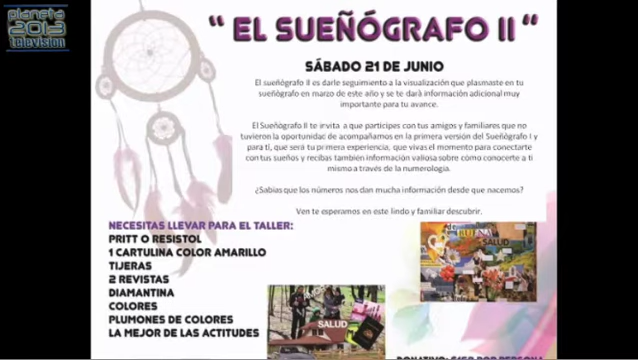 planeta
2013
television
" EL SUEÑÓGRAFO II "
SÁBADO 21 DE JUNIO
El sueñógrafo II es darle seguimiento a la visualización que plasmaste en tu
sueñógrafo en marzo de este año y se te dará información adicional muy
importante para tu avance.
El Sueñógrafo II te invita a que participes con tus amigos y familiares que no
tuvieron la oportunidad de acompañarnos en la primera versión del Sueñógrafo I y
para ti, que será tu primera experiencia, que vivas el momento para conectarte
con tus sueños y recibas también información valiosa sobre cómo conocerte a ti
mismo a través de la numerología.
¿Sabias que los números nos dan mucha información desde que nacemos?
Ven te esperamos en este lindo y familiar descubrir.
NECESITAS LLEVAR PARA EL TALLER:
PRITT O RESISTOL
1 CARTULINA COLOR AMARILLO
TIJERAS
2 REVISTAS
DIAMANTINA
COLORES
PLUMONES DE COLORES
LA MEJOR DE LAS ACTITUDES
BUENA
SALUD
SALUD